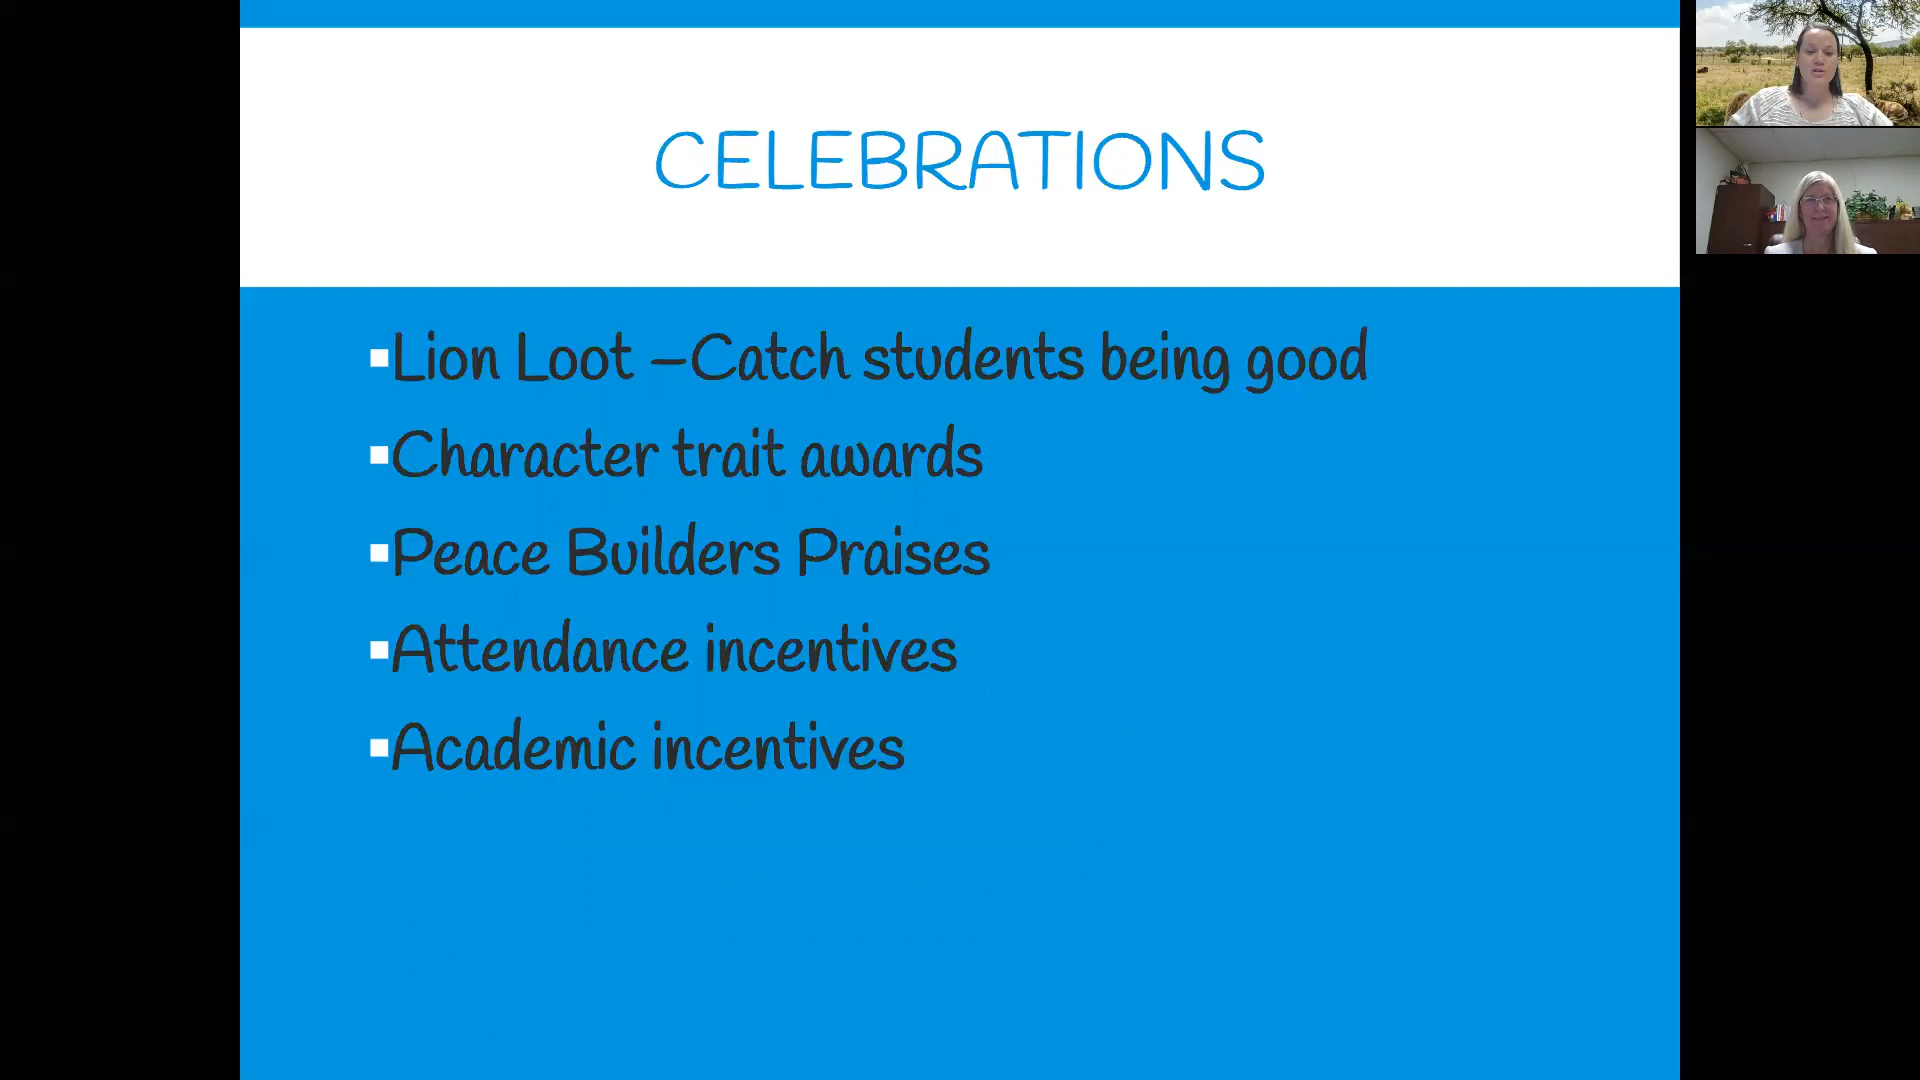 CELEBRATIONS
▪Lion Loot –Catch students being good
▪Character trait awards
▪Peace Builders Praises
▪Attendance incentives
▪Academic incentives